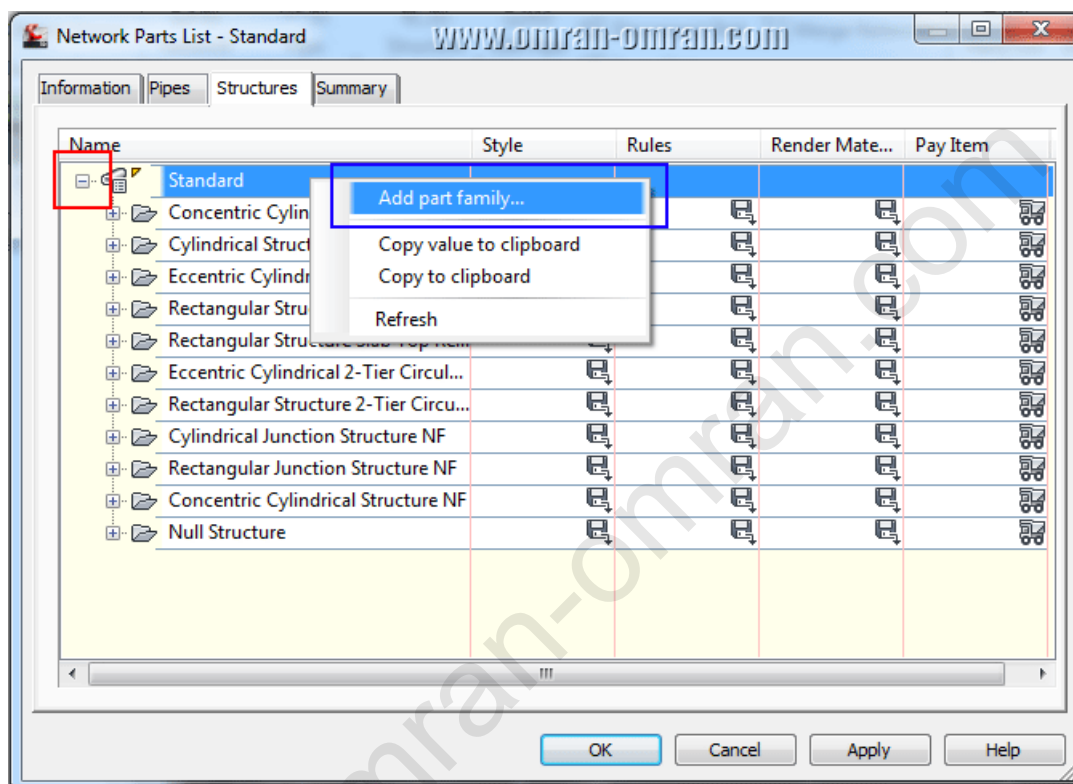 Network Parts List - Standard
www.omran-omran.com
Information Pipes Structures Summary
Name Style Rules Render Mate... Pay Item
Standard
Add part family...
Concentric Cylin
Cylindrical Struct
Copy value to clipboard
Eccentric Cylindr
Copy to clipboard
Rectangular Stru
Refresh
Rectangular Structure Slab Top Re...
Eccentric Cylindrical 2-Tier Circul...
Rectangular Structure 2-Tier Circu...
Cylindrical Junction Structure NF
Rectangular Junction Structure NF
Concentric Cylindrical Structure NF
Null Structure
omran-omran.com
OK Cancel Apply Help